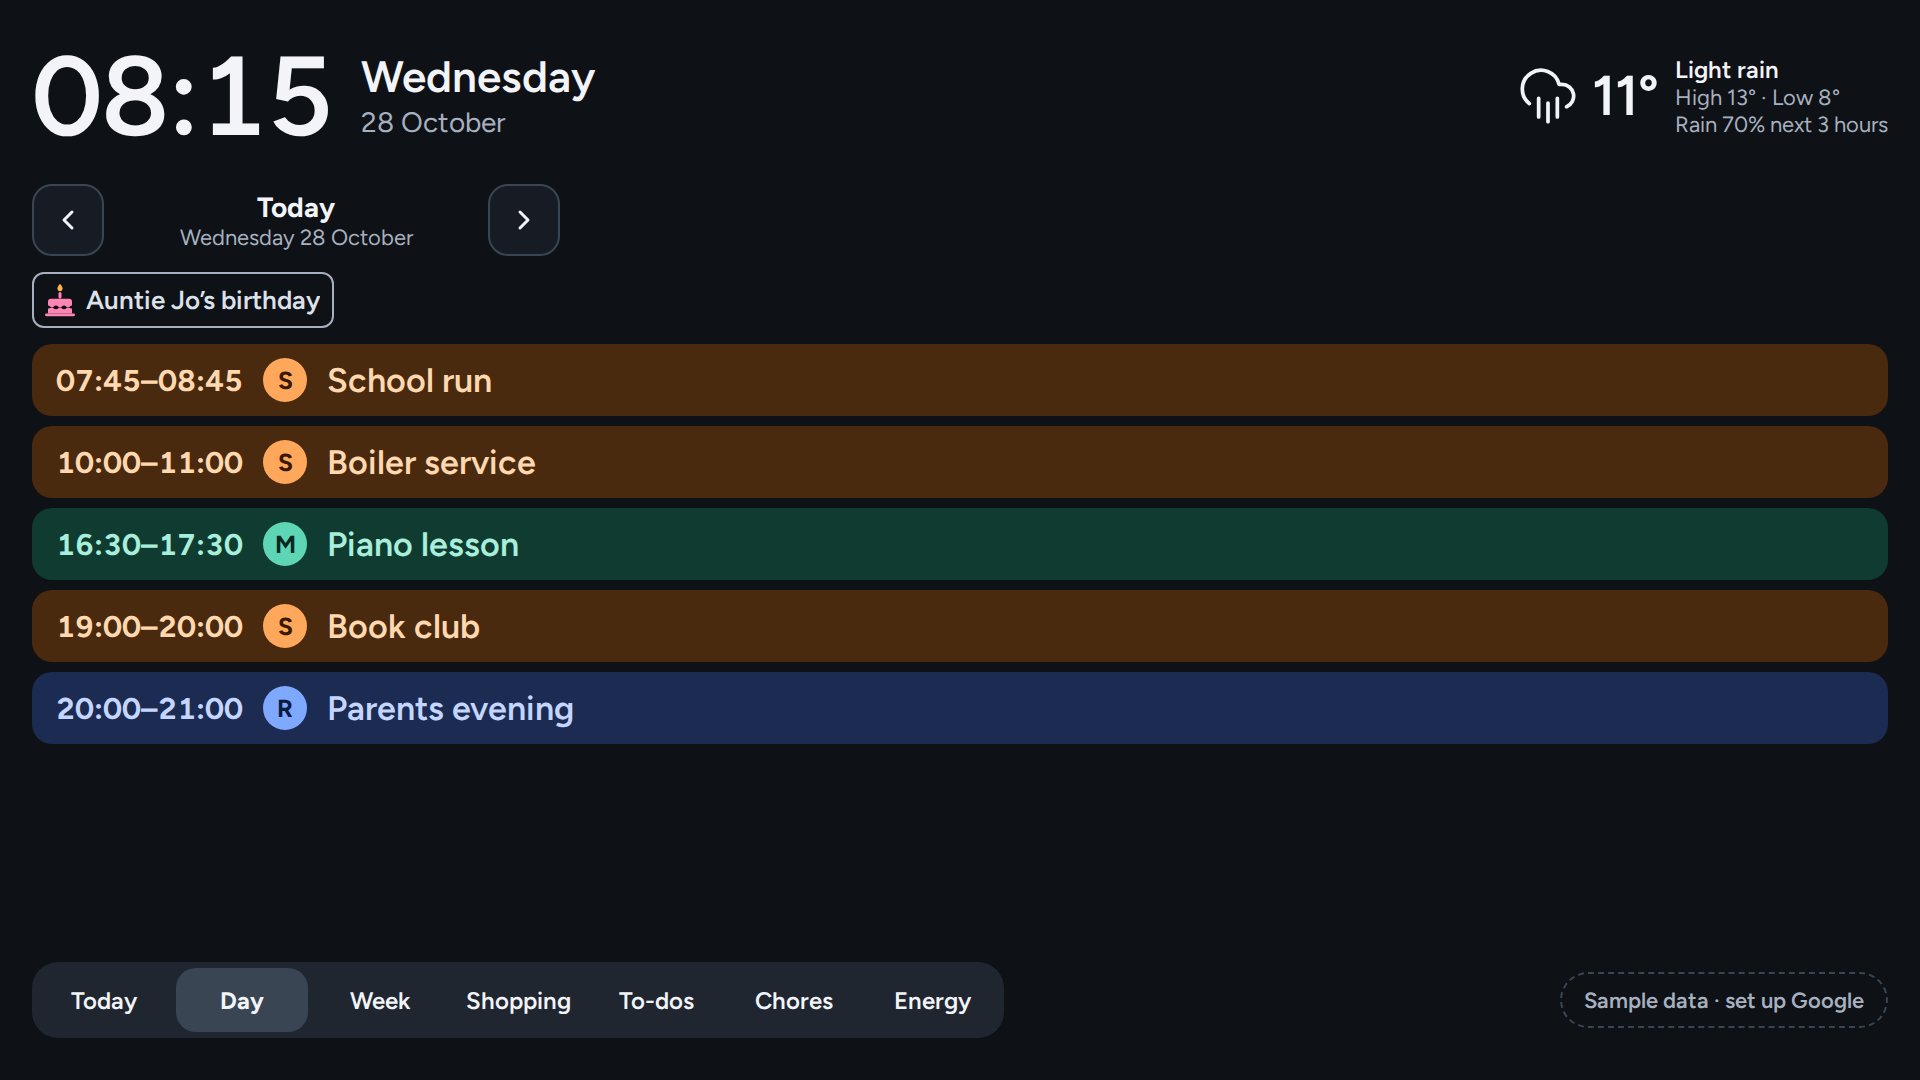 08:15
Wednesday
28 October
11°
Light rain
High 13° · Low 8°
Rain 70% next 3 hours
Today
Wednesday 28 October
Auntie Jo’s birthday
07:45–08:45 S School run
10:00–11:00 S Boiler service
16:30–17:30 M Piano lesson
19:00–20:00 S Book club
20:00–21:00 R Parents evening
Today Day Week Shopping To-dos Chores Energy
Sample data · set up Google